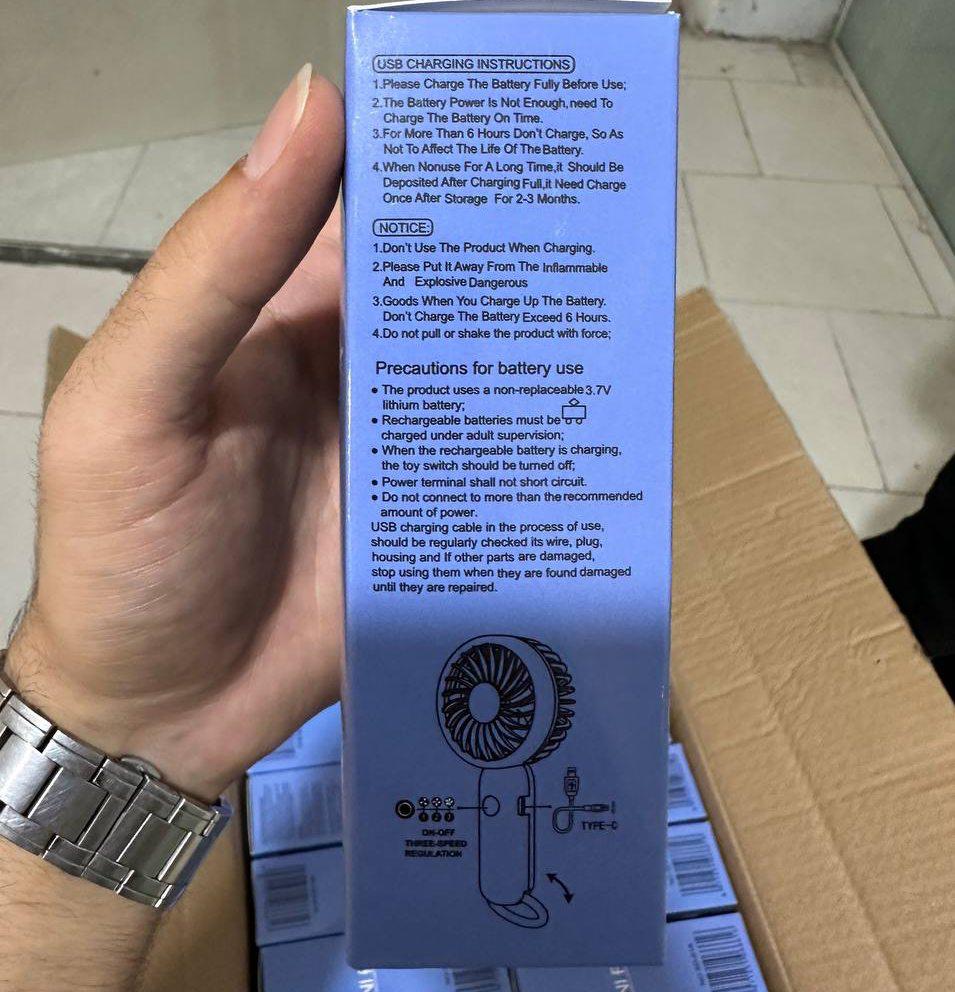 USB CHARGING INSTRUCTIONS
1.Please Charge The Battery Fully Before Use;
2.The Battery Power Is Not Enough,need To
Charge The Battery On Time.
3.For More Than 6 Hours Don't Charge, So As
Not To Affect The Life Of The Battery.
4.When Nonuse For A Long Time,it Should Be
Deposited After Charging Full,it Need Charge
Once After Storage For 2-3 Months.
NOTICE:
1.Don't Use The Product When Charging.
2.Please Put It Away From The Inflammable
And Explosive Dangerous
3.Goods When You Charge Up The Battery.
Don't Charge The Battery Exceed 6 Hours.
4.Do not pull or shake the product with force;
Precautions for battery use
• The product uses a non-replaceable 3.7V
lithium battery;
• Rechargeable batteries must be
charged under adult supervision;
• When the rechargeable battery is charging,
the toy switch should be turned off;
• Power terminal shall not short circuit.
• Do not connect to more than the recommended
amount of power.
USB charging cable in the process of use,
should be regularly checked its wire, plug,
housing and If other parts are damaged,
stop using them when they are found damaged
until they are repaired.
1 2 3
ON-OFF
THREE-SPEED
REGULATION
TYPE-C